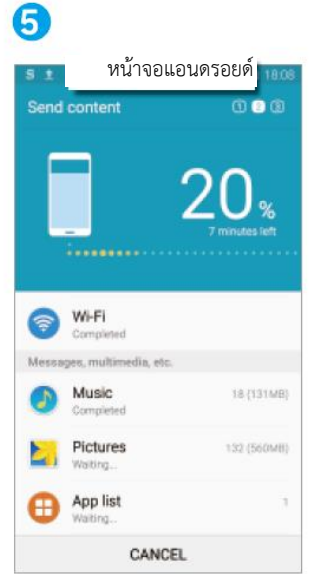 5
หน้าจอแอนดรอยด์
S 18:08
Send content 1 2 3
20%
7 minutes left
Wi-Fi
Completed
Messages, multimedia, etc.
Music 18 (131MB)
Completed
Pictures 132 (560MB)
Waiting...
App list 1
Waiting...
CANCEL